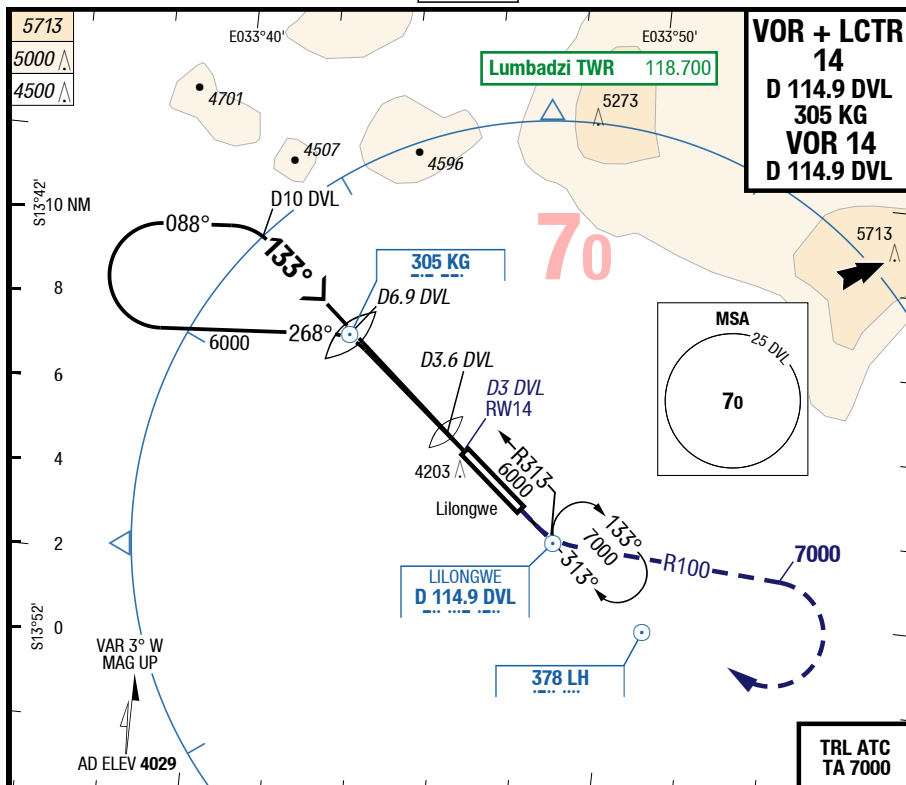 5713
5000
4500
E033°40'
E033°50'
Lumbadzi TWR 118.700
VOR + LCTR
14
D 114.9 DVL
305 KG
VOR 14
D 114.9 DVL
4701
5273
4507
4596
S13°42'
10 NM
D10 DVL
088°
133°
70
5713
305 KG
8
D6.9 DVL
268°
6000
MSA
25 DVL
70
6
D3.6 DVL
D3 DVL
RW14
4
4203
R313
6000
Lilongwe
133°
7000
313°
2
R100
7000
LILONGWE
D 114.9 DVL
S13°52'
0
VAR 3° W
MAG UP
378 LH
AD ELEV 4029
TRL ATC
TA 7000